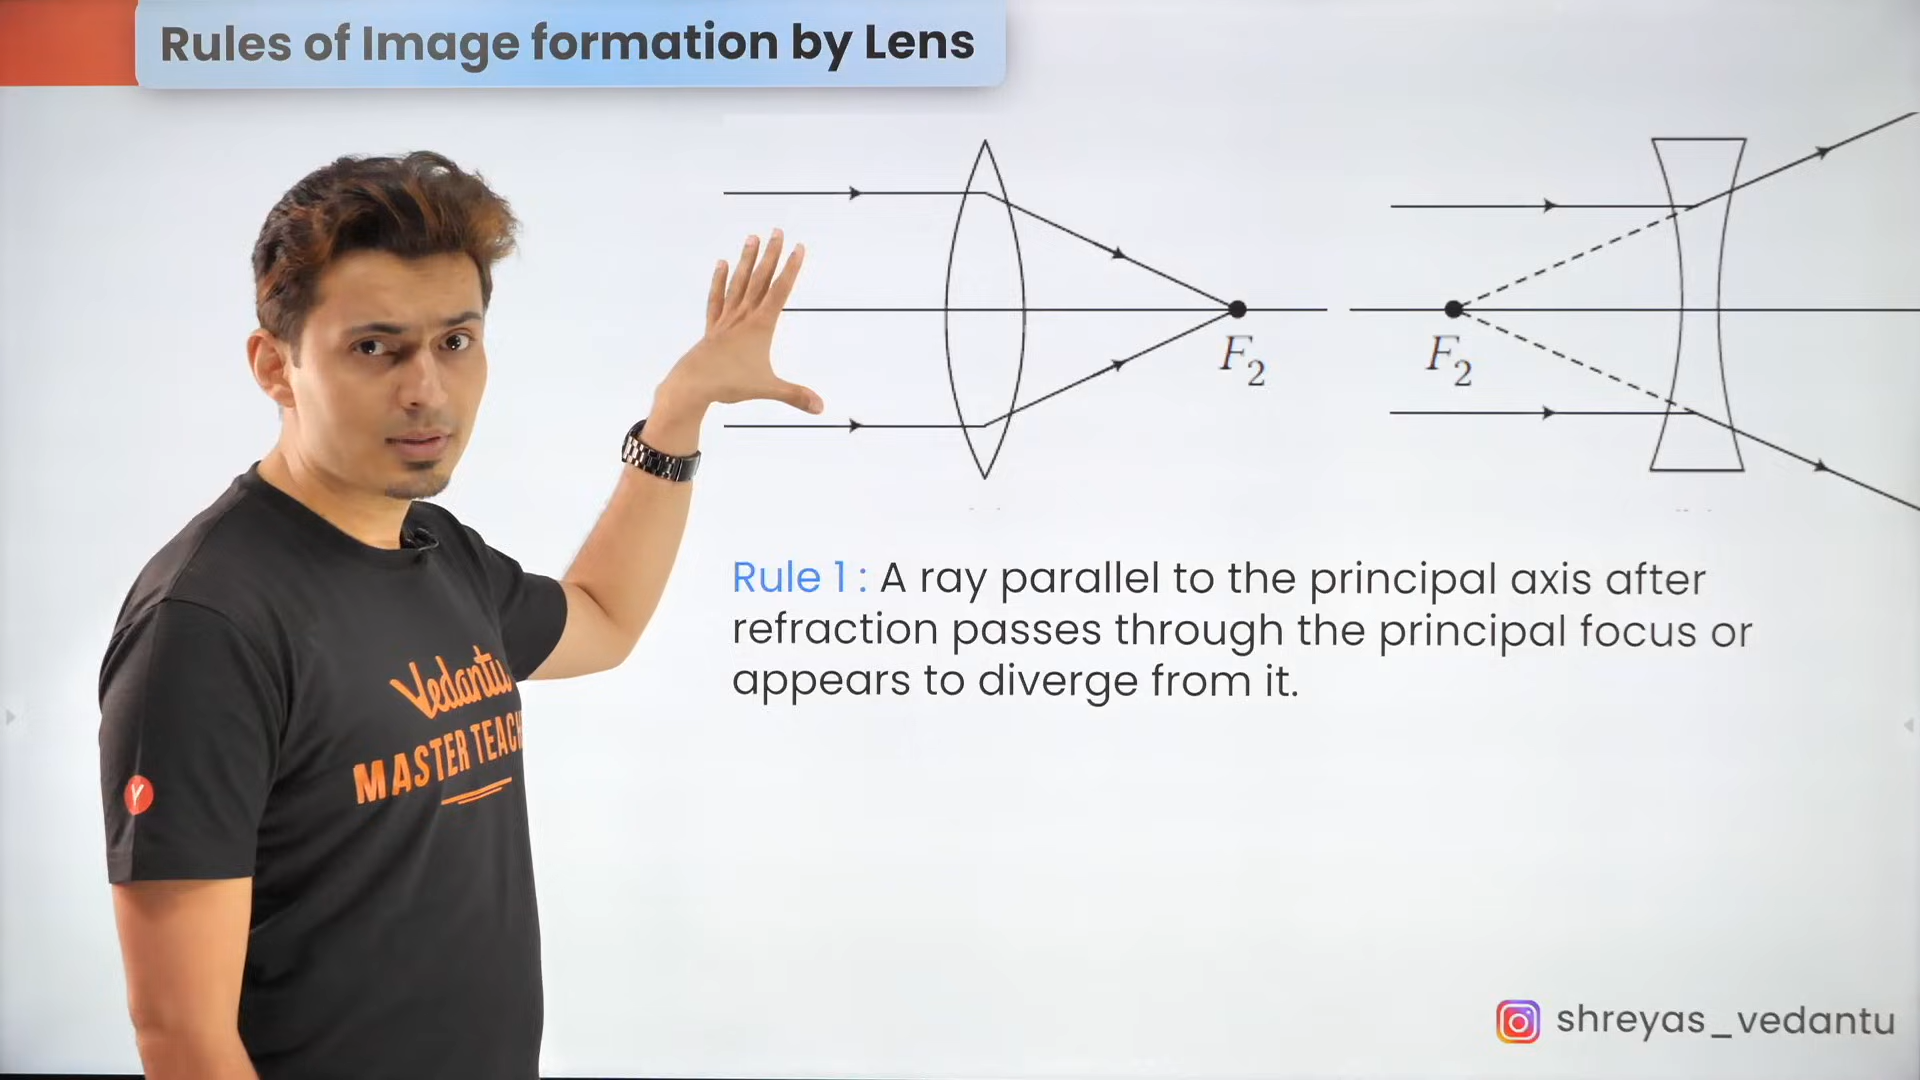 Rules of Image formation by Lens
F2
F2
Rule 1 : A ray parallel to the principal axis after
refraction passes through the principal focus or
appears to diverge from it.
Vedantu
MASTER TEACH
shreyas_vedantu